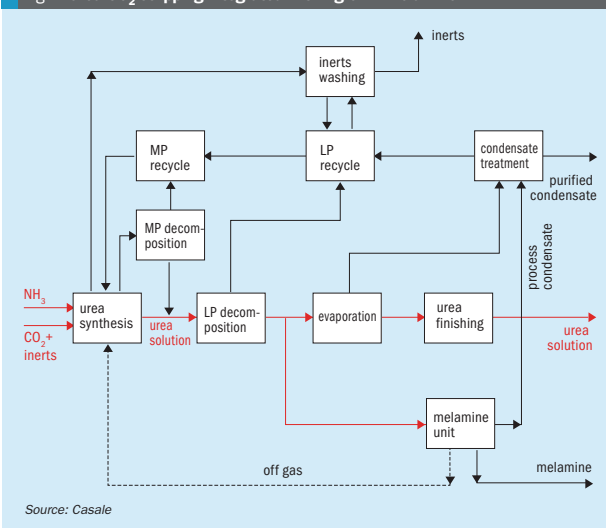 inerts
inerts
washing
MP
recycle
LP
recycle
condensate
treatment
purified
condensate
MP decom-
position
process
condensate
NH₃
CO₂+
inerts
urea
synthesis
urea
solution
LP decom-
position
evaporation
urea
finishing
urea
solution
melamine
unit
off gas
melamine
Source: Casale